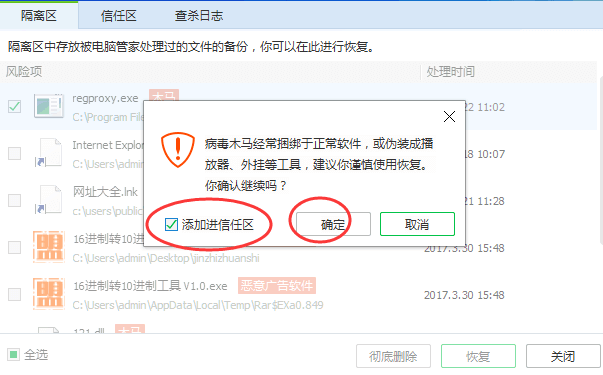 隔离区 信任区 查杀日志
隔离区中存放被电脑管家处理过的文件的备份，你可以在此进行恢复。
风险项 处理时间
regproxy.exe 木马 22 11:02
C:\Program File
Internet Explor 18 10:07
C:\Users\admin
网址大全.lnk 21 11:28
c:\users\public
病毒木马经常捆绑于正常软件，或伪装成播
放器、外挂等工具，建议你谨慎使用恢复。
你确认继续吗？
添加进信任区 确定 取消
16进制转10进 2017.3.30 15:48
C:\Users\admin\Desktop\jinzhizhuanshi
16进制转10进制工具 V1.0.exe 恶意广告软件 2017.3.30 15:48
C:\Users\admin\AppData\Local\Temp\Rar$EXa0.849
121.dll 木马
全选 彻底删除 恢复 关闭